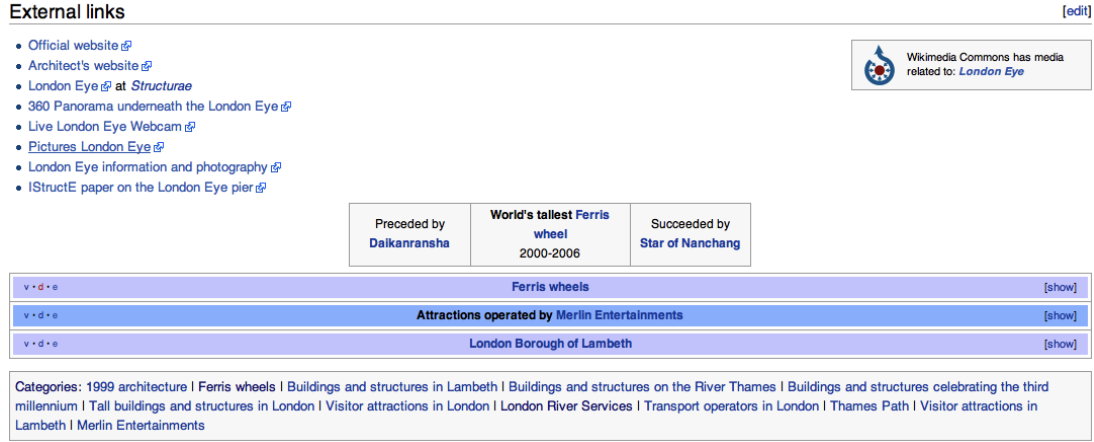 External links
[edit]
Official website
Architect's website
London Eye at Structurae
360 Panorama underneath the London Eye
Live London Eye Webcam
Pictures London Eye
London Eye information and photography
IStructE paper on the London Eye pier
Wikimedia Commons has media
related to: London Eye
Preceded by
Daikanransha
World's tallest Ferris
wheel
2000-2006
Succeeded by
Star of Nanchang
v • d • e Ferris wheels [show]
v • d • e Attractions operated by Merlin Entertainments [show]
v • d • e London Borough of Lambeth [show]
Categories: 1999 architecture | Ferris wheels | Buildings and structures in Lambeth | Buildings and structures on the River Thames | Buildings and structures celebrating the third
millennium | Tall buildings and structures in London | Visitor attractions in London | London River Services | Transport operators in London | Thames Path | Visitor attractions in
Lambeth | Merlin Entertainments